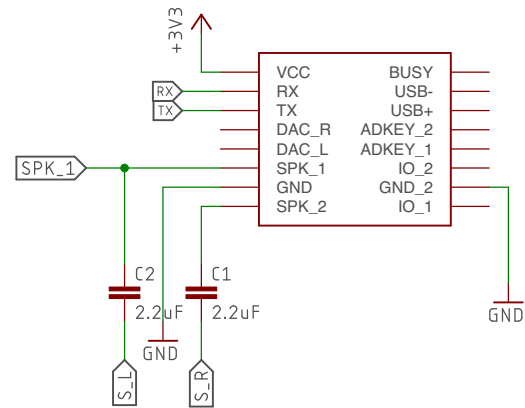 +3V3
VCC BUSY
RX RX USB-
TX TX USB+
DAC_R ADKEY_2
DAC_L ADKEY_1
SPK_1 SPK_1 IO_2
GND GND_2
SPK_2 IO_1
C2 C1
2.2uF 2.2uF
GND
GND
S_L S_R